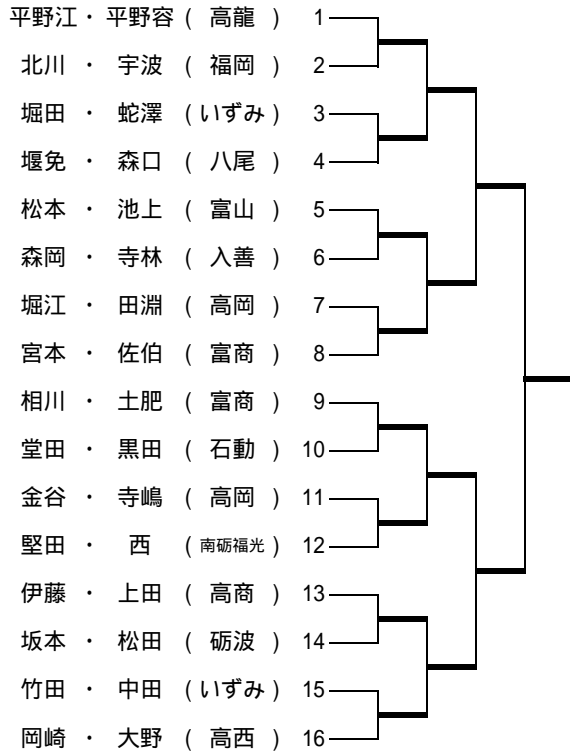 平野江・平野容 ( 高龍 ) 1
北川 ・ 宇波 ( 福岡 ) 2
堀田 ・ 蛇澤 (いずみ) 3
堰免 ・ 森口 ( 八尾 ) 4
松本 ・ 池上 ( 富山 ) 5
森岡 ・ 寺林 ( 入善 ) 6
堀江 ・ 田淵 ( 高岡 ) 7
宮本 ・ 佐伯 ( 富商 ) 8
相川 ・ 土肥 ( 富商 ) 9
堂田 ・ 黒田 ( 石動 ) 10
金谷 ・ 寺嶋 ( 高岡 ) 11
堅田 ・ 西 (南砺福光) 12
伊藤 ・ 上田 ( 高商 ) 13
坂本 ・ 松田 ( 砺波 ) 14
竹田 ・ 中田 (いずみ) 15
岡崎 ・ 大野 ( 高西 ) 16